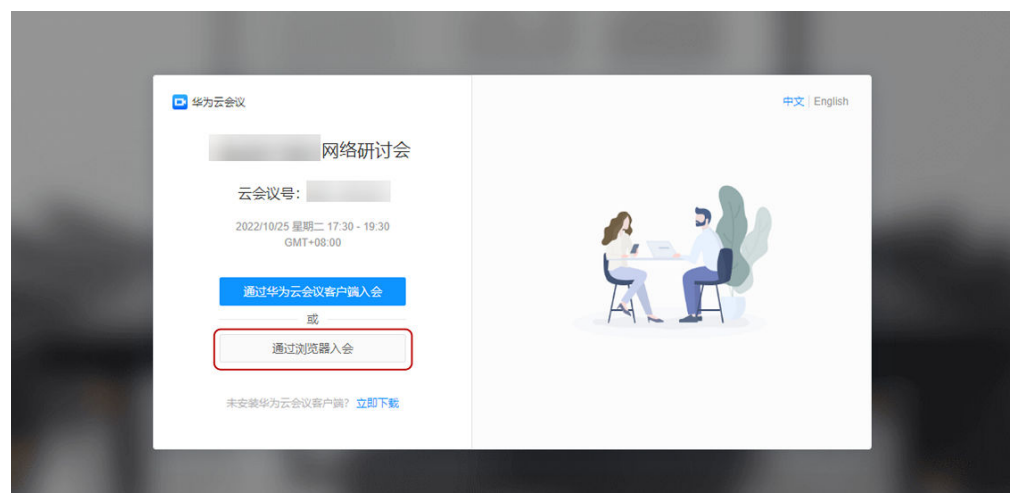 华为云会议
中文 | English
网络研讨会
云会议号：
2022/10/25 星期二 17:30 - 19:30
GMT+08:00
通过华为云会议客户端入会
或
通过浏览器入会
未安装华为云会议客户端？ 立即下载